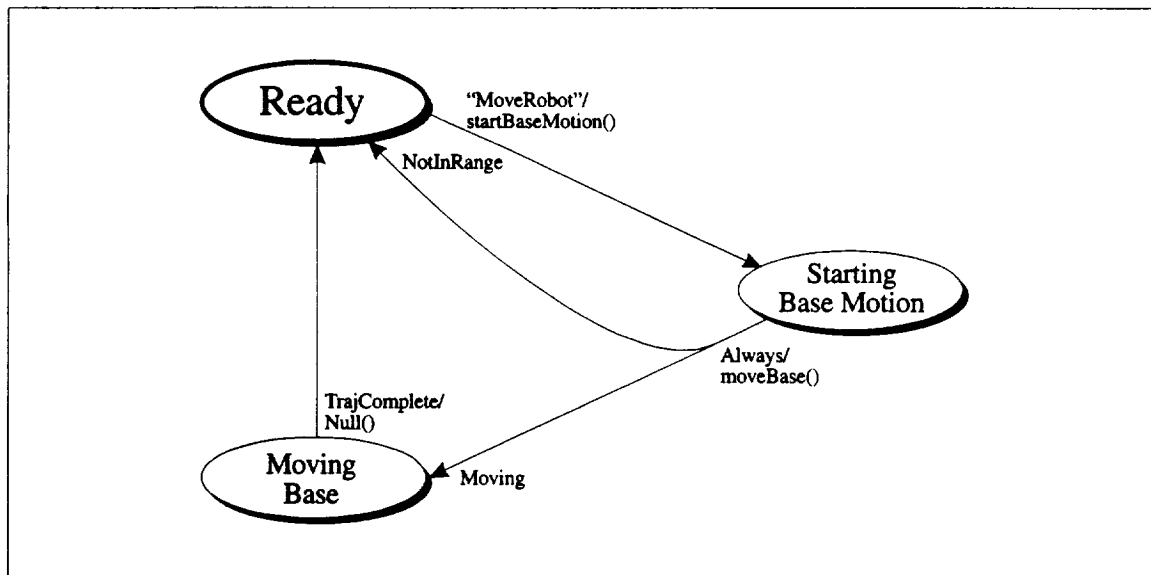 Ready
“MoveRobot”/
startBaseMotion()
NotInRange
Starting
Base Motion
Always/
moveBase()
TrajComplete/
Null()
Moving
Base
Moving